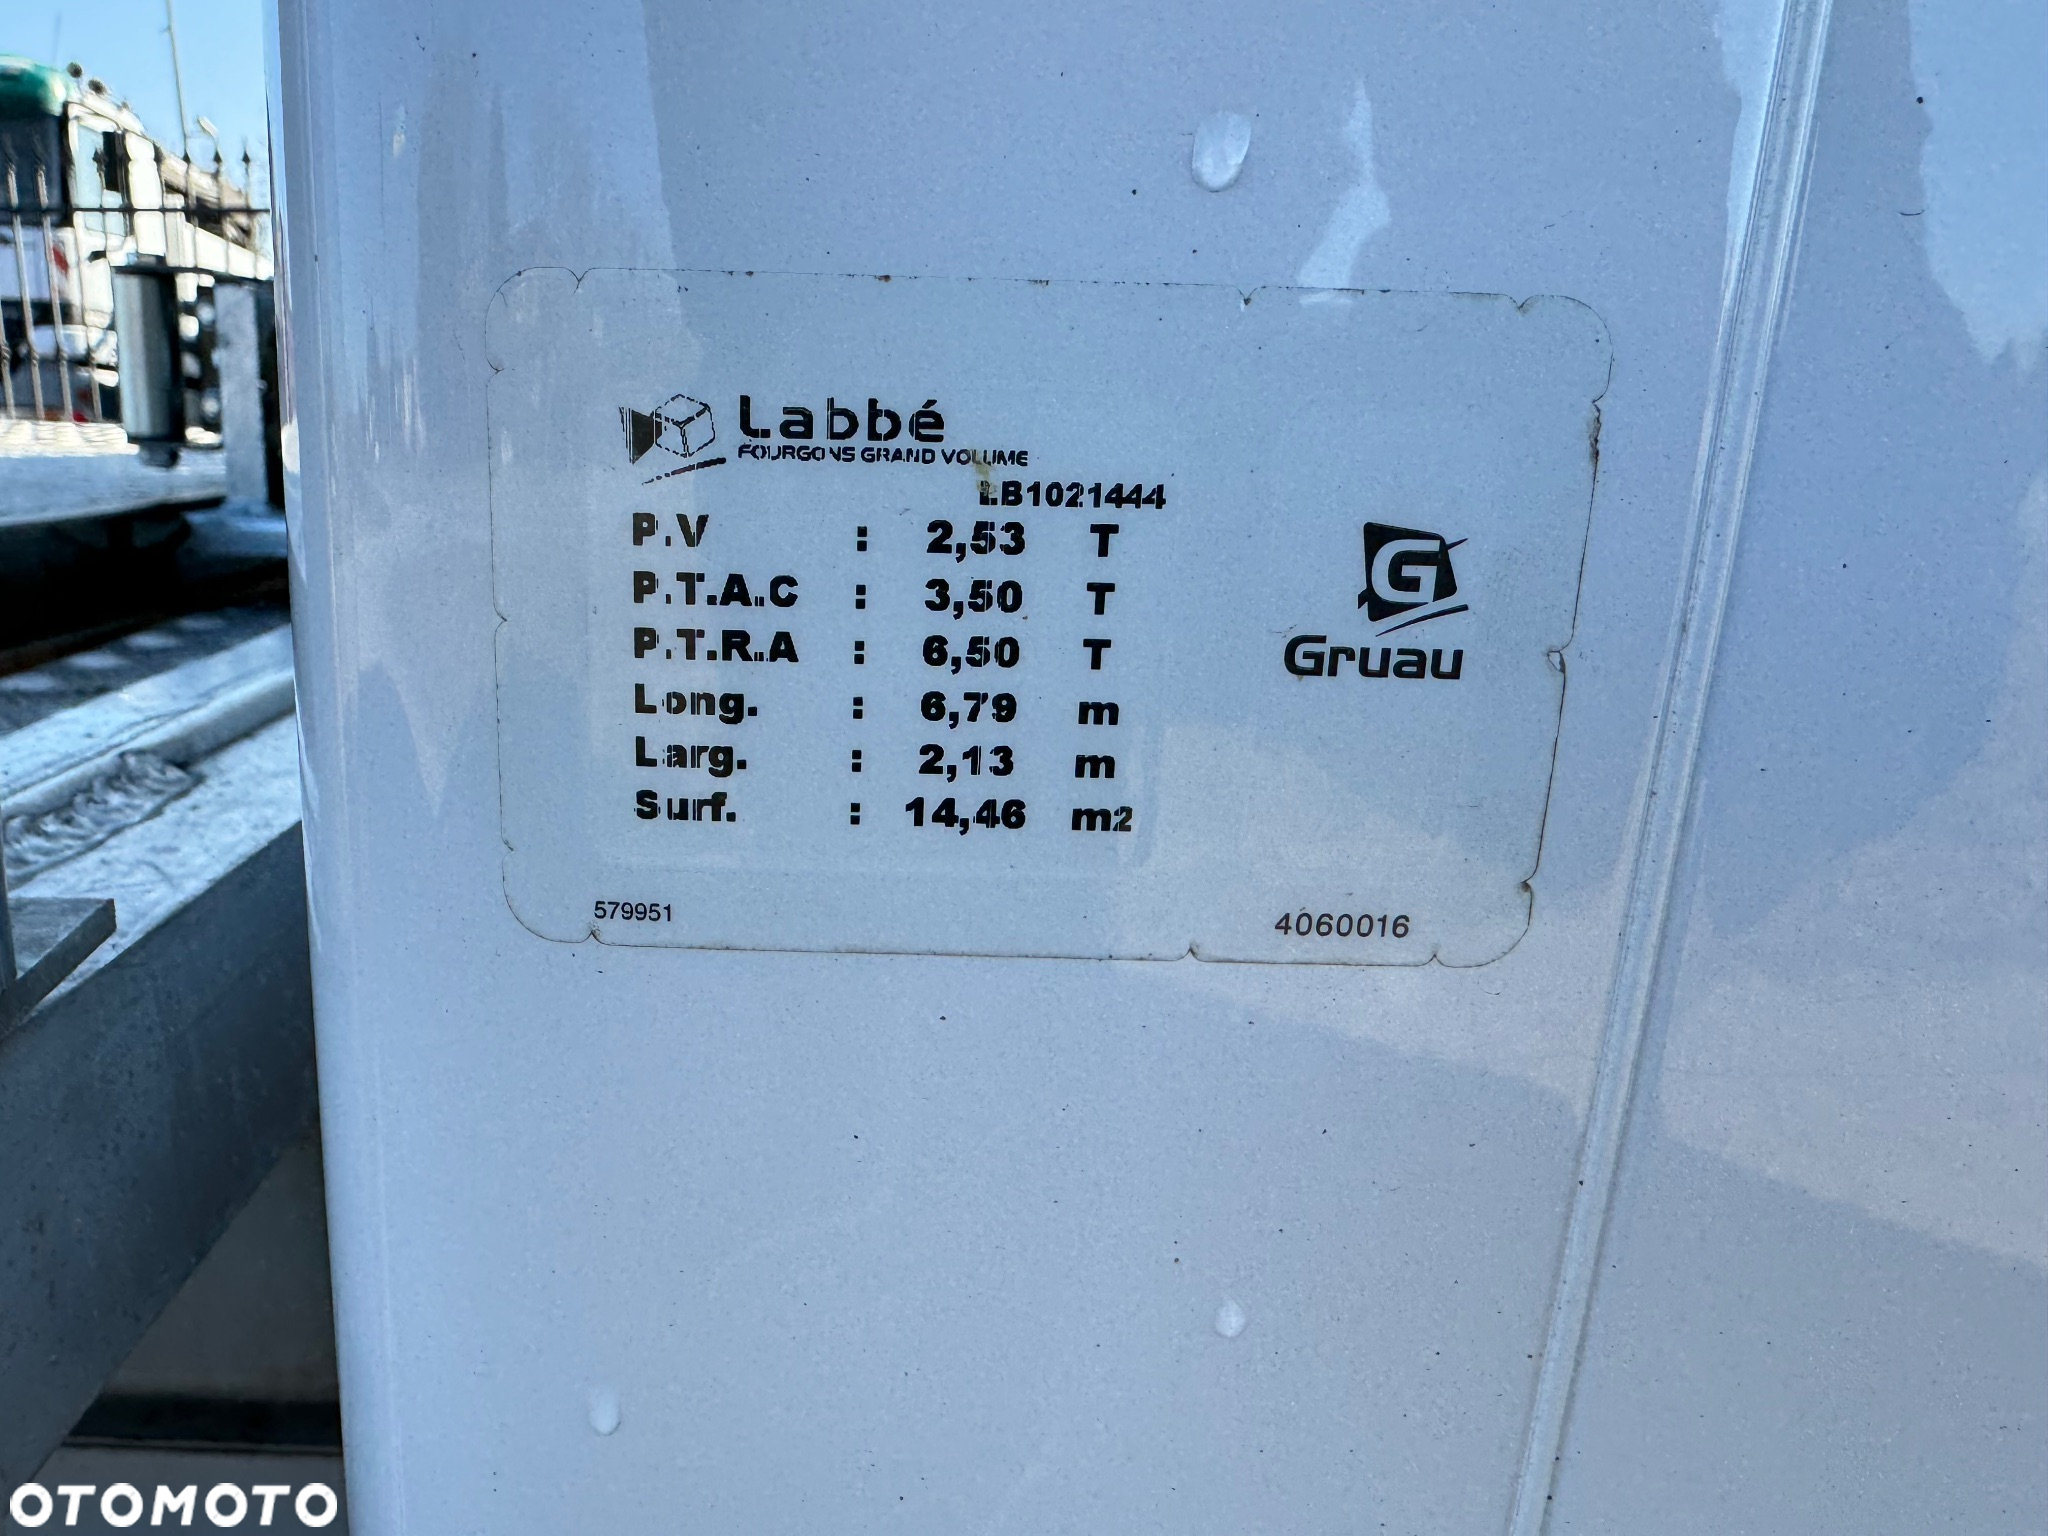 Labbé
FOURGONS GRAND VOLUME
LB1021444
P.V : 2,53 T
P.T.A.C : 3,50 T
P.T.R.A : 6,50 T
Long. : 6,79 m
Larg. : 2,13 m
Surf. : 14,46 m2
G
Gruau
579951
4060016
OTOMOTO